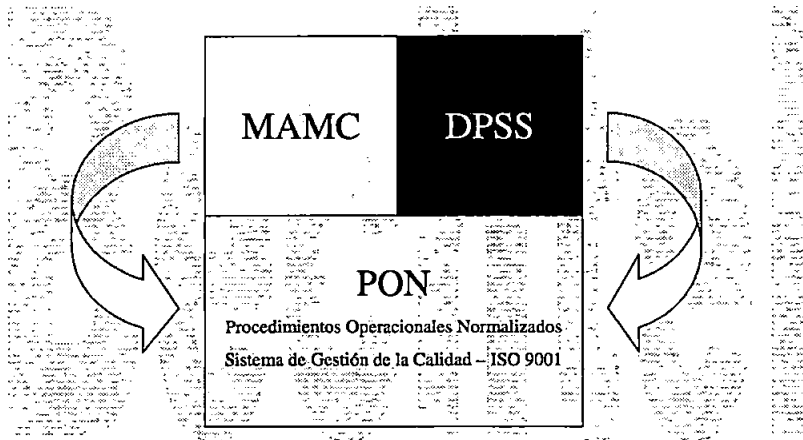 MAMC DPSS
PON
Procedimientos Operacionales Normalizados
Sistema de Gestión de la Calidad – ISO 9001